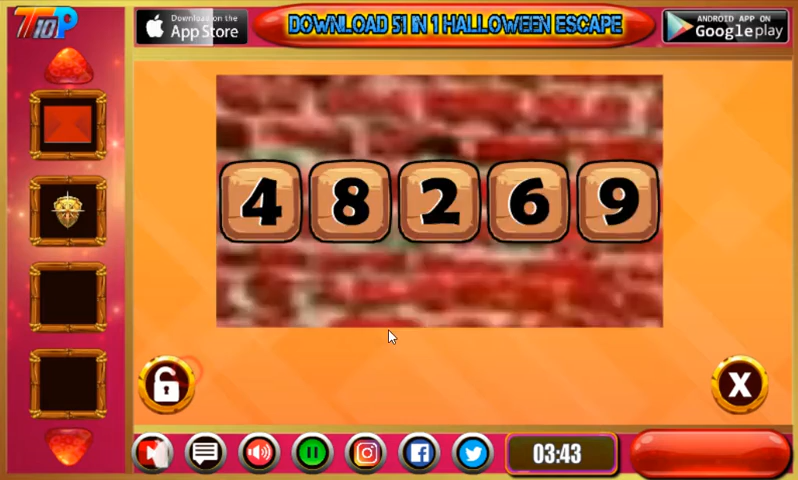 Download on the
App Store
DOWNLOAD 51 IN 1 HALLOWEEN ESCAPE
ANDROID APP ON
Google play
4 8 2 6 9
X
03:43